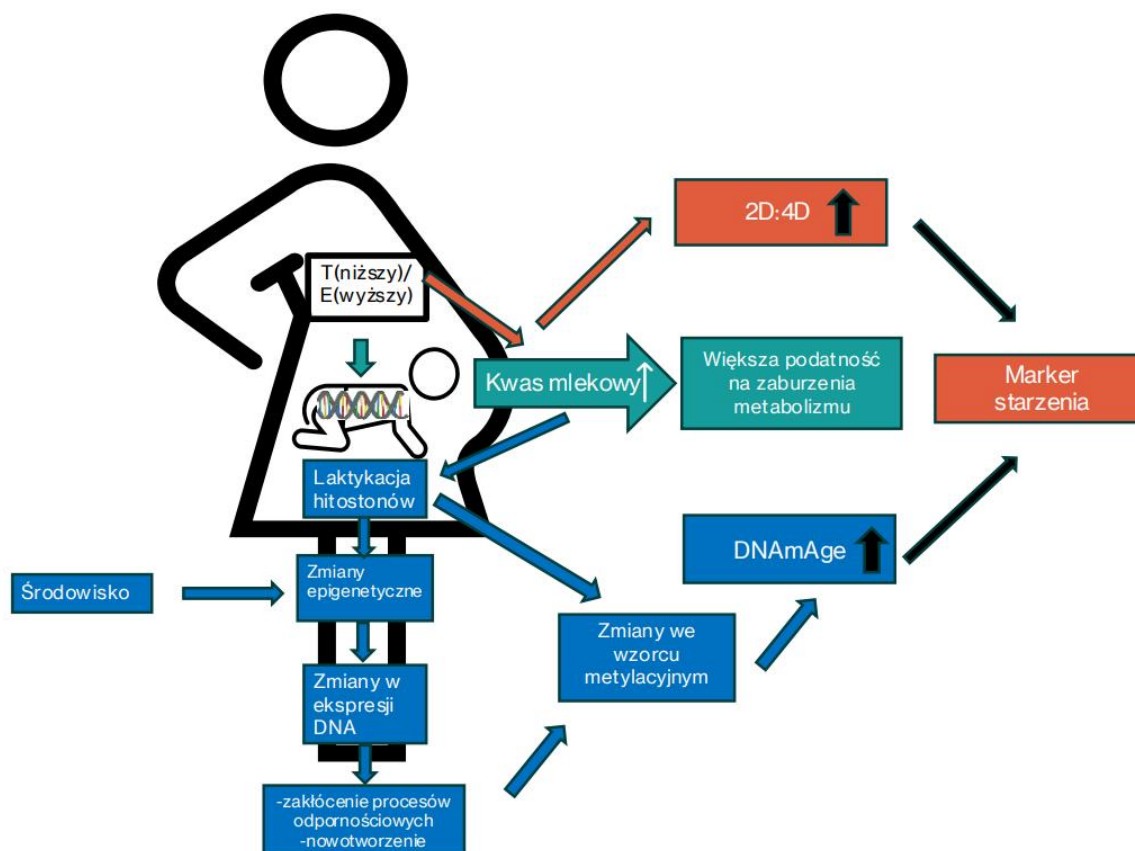 2D:4D
T(niższy)/
E(wyższy)
Kwas mlekowy
Większa podatność
na zaburzenia
metabolizmu
Marker
starzenia
Laktykacja
hitostonów
DNAmAge
Środowisko
Zmiany
epigenetyczne
Zmiany we
wzorcu
metylacyjnym
Zmiany w
ekspresji
DNA
-zakłócenie procesów
odpornościowych
-nowotworzenie